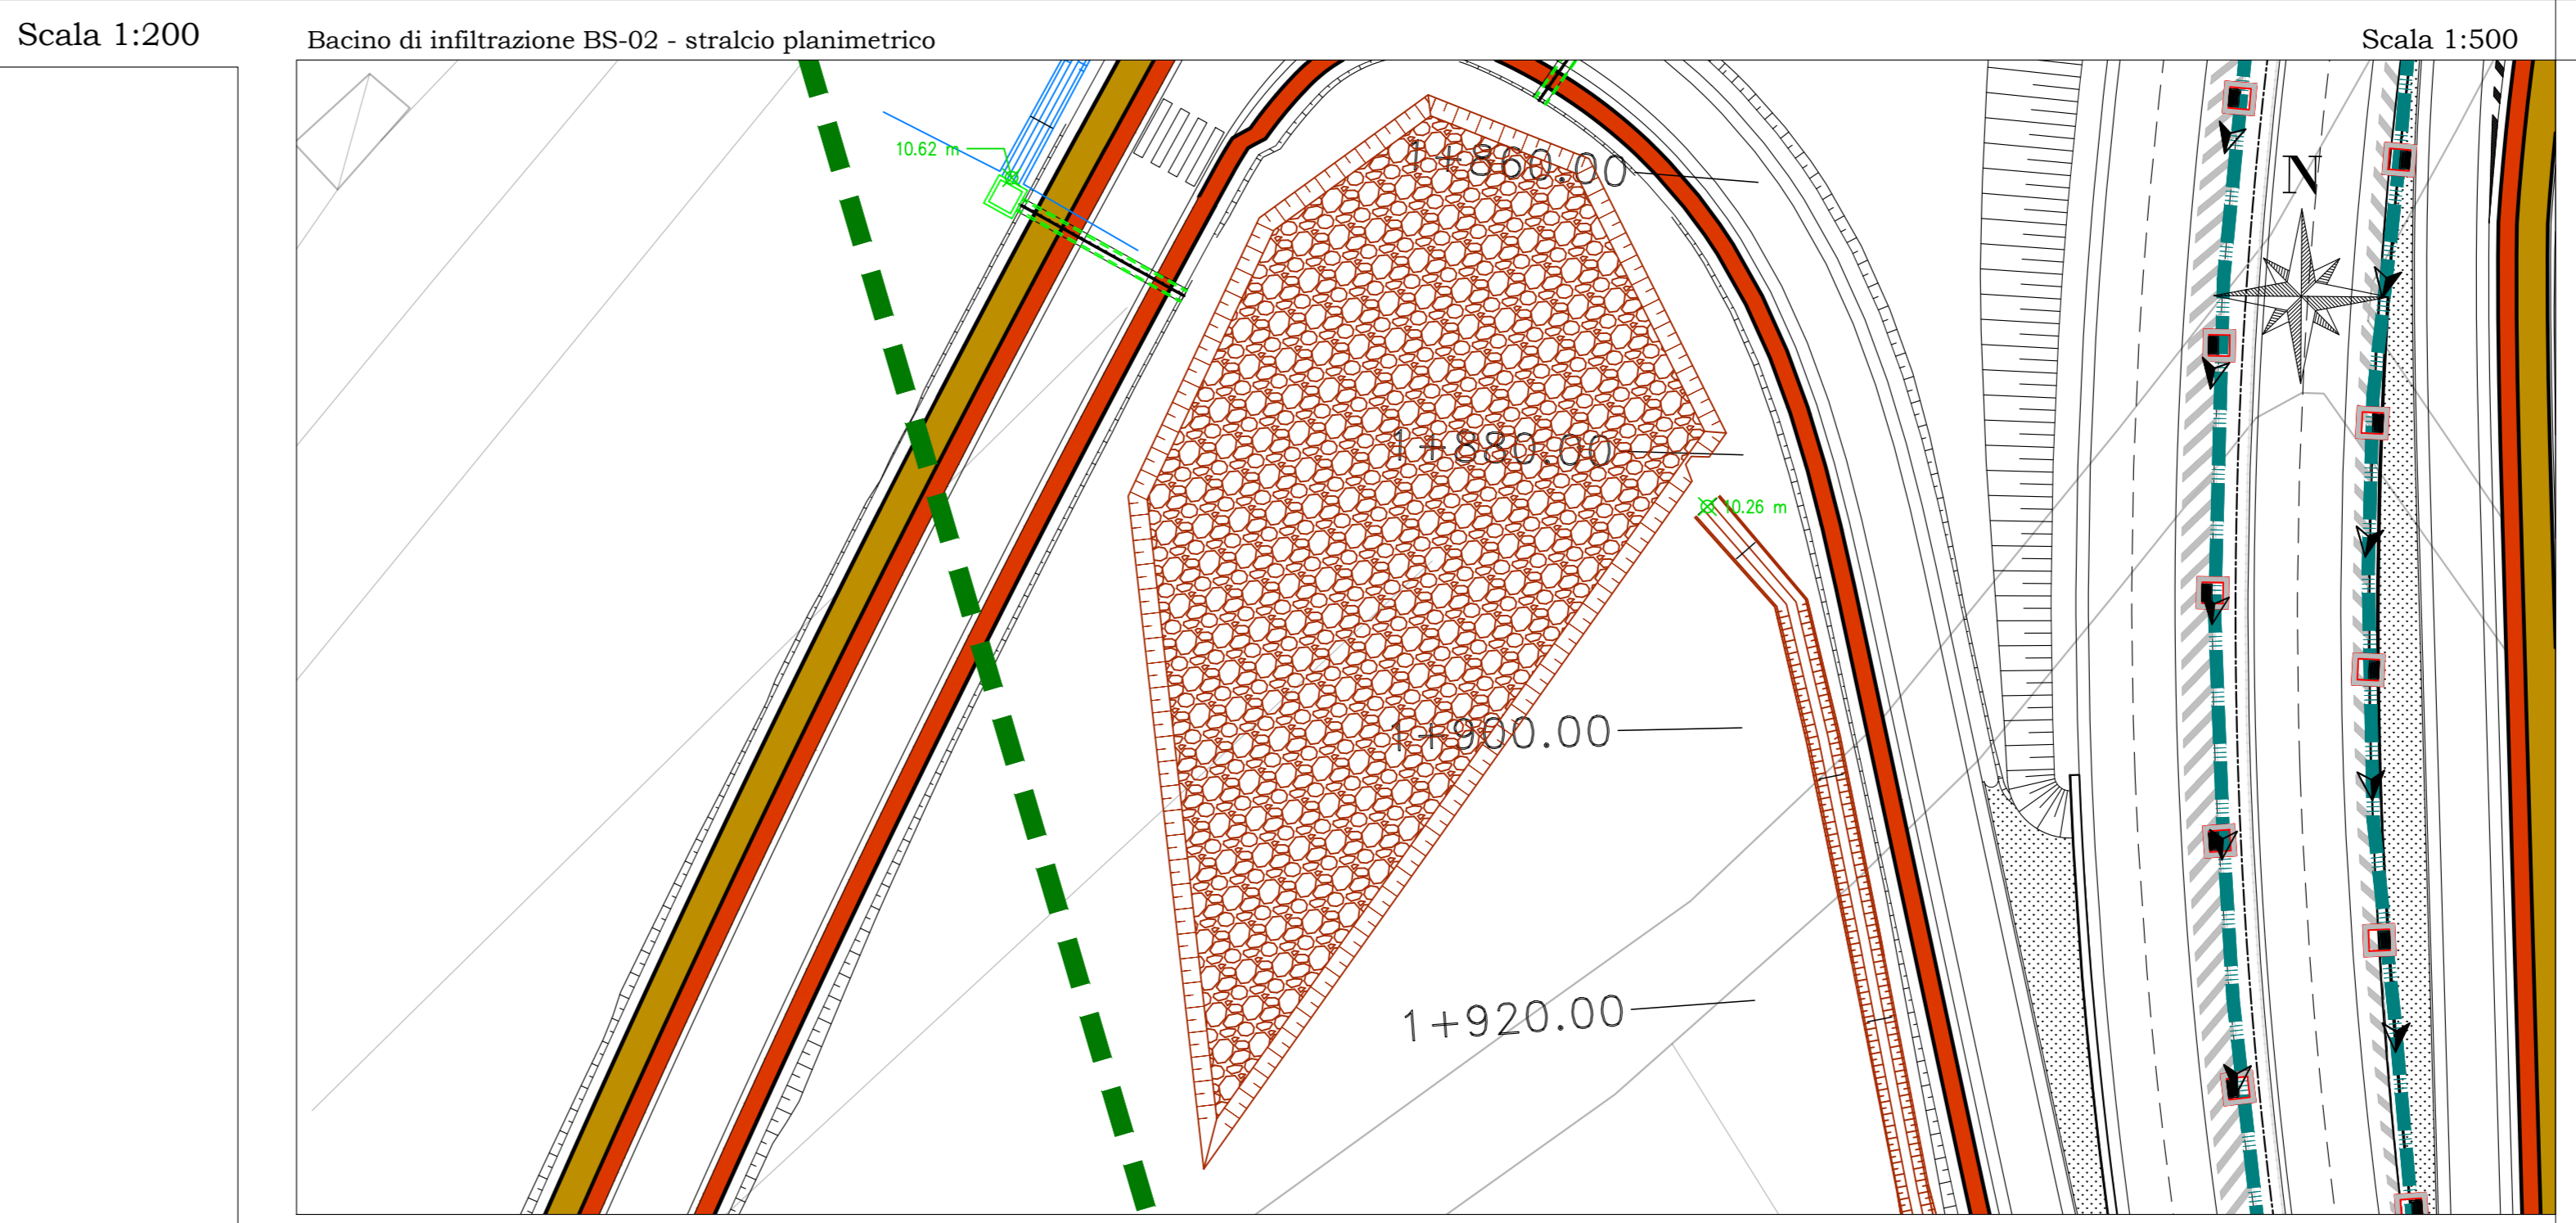 Scala 1:200
Bacino di infiltrazione BS-02 - stralcio planimetrico
Scala 1:500
10.62 m
1+860.00
N
1+880.00
10.26 m
1+900.00
1+920.00